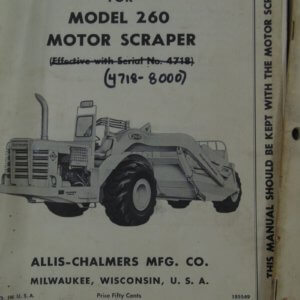 FOR
MODEL 260
MOTOR SCRAPER
(Effective with Serial No. 4718)
(4718-8000)
ALLIS-CHALMERS MFG. CO.
MILWAUKEE, WISCONSIN, U. S. A.
IN U. S. A.
Price Fifty Cents
THIS MANUAL SHOULD BE KEPT WITH THE MOTOR SCR